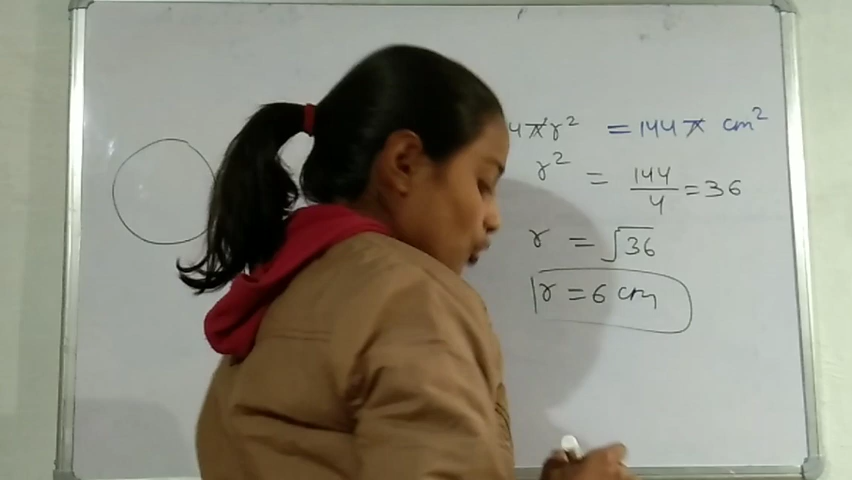 4πr² = 144π cm²
r² = 144/4 = 36
r = √36
r = 6 cm